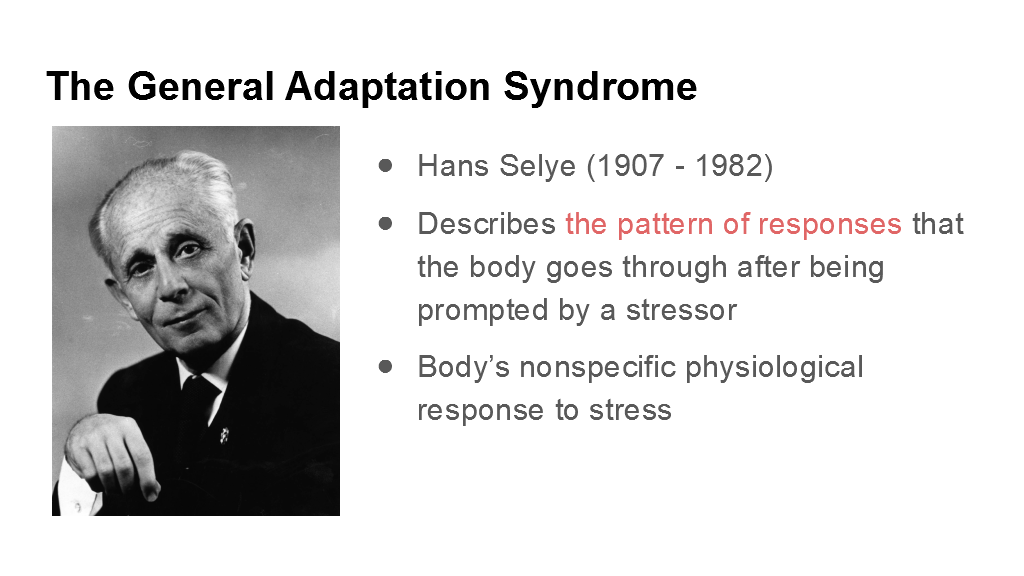 The General Adaptation Syndrome
● Hans Selye (1907 - 1982)
● Describes the pattern of responses that
the body goes through after being
prompted by a stressor
● Body’s nonspecific physiological
response to stress